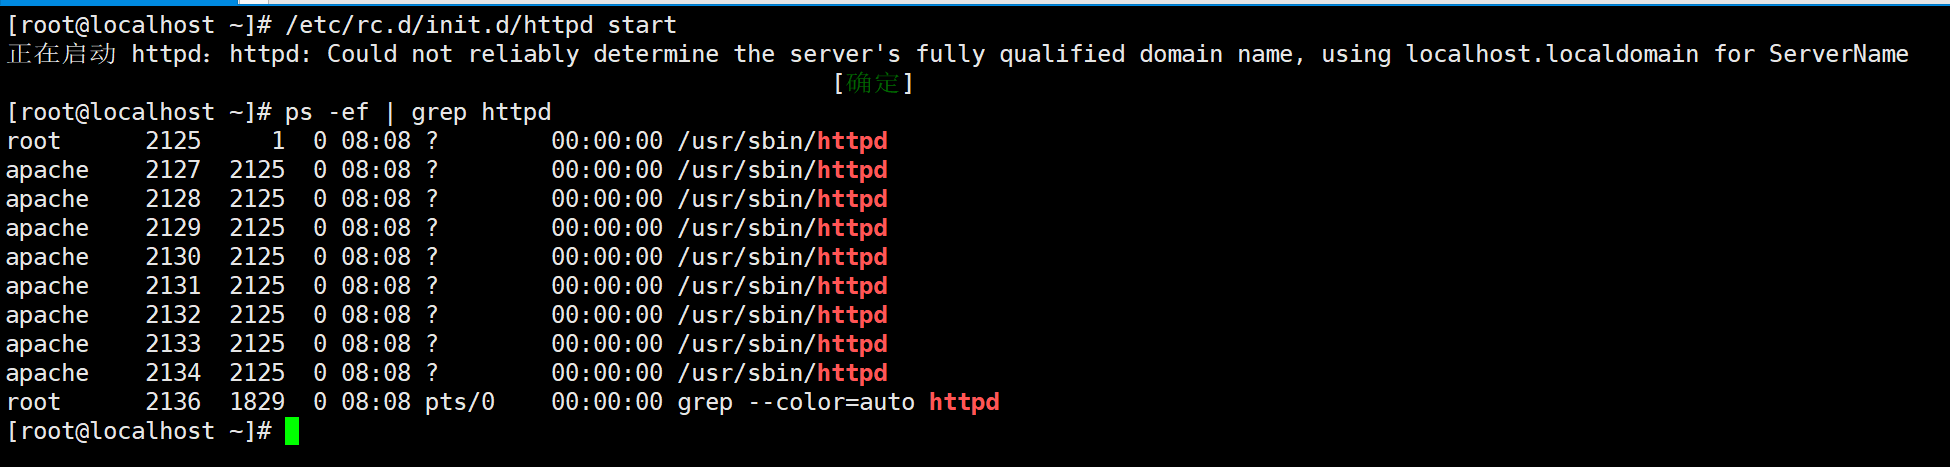 [root@localhost ~]# /etc/rc.d/init.d/httpd start
正在启动 httpd：httpd: Could not reliably determine the server's fully qualified domain name, using localhost.localdomain for ServerName
[确定]
[root@localhost ~]# ps -ef | grep httpd
root      2125     1  0 08:08 ?        00:00:00 /usr/sbin/httpd
apache    2127  2125  0 08:08 ?        00:00:00 /usr/sbin/httpd
apache    2128  2125  0 08:08 ?        00:00:00 /usr/sbin/httpd
apache    2129  2125  0 08:08 ?        00:00:00 /usr/sbin/httpd
apache    2130  2125  0 08:08 ?        00:00:00 /usr/sbin/httpd
apache    2131  2125  0 08:08 ?        00:00:00 /usr/sbin/httpd
apache    2132  2125  0 08:08 ?        00:00:00 /usr/sbin/httpd
apache    2133  2125  0 08:08 ?        00:00:00 /usr/sbin/httpd
apache    2134  2125  0 08:08 ?        00:00:00 /usr/sbin/httpd
root      2136  1829  0 08:08 pts/0    00:00:00 grep --color=auto httpd
[root@localhost ~]#